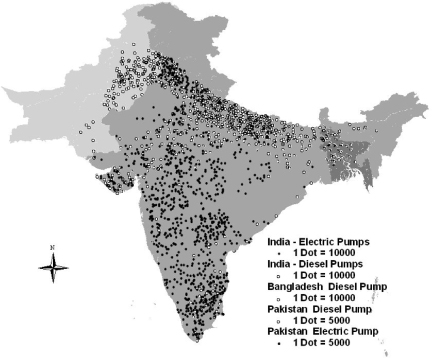 N
India - Electric Pumps
1 Dot = 10000
India - Diesel Pumps
1 Dot = 10000
Bangladesh Diesel Pump
1 Dot = 10000
Pakistan Diesel Pump
1 Dot = 5000
Pakistan Electric Pump
1 Dot = 5000